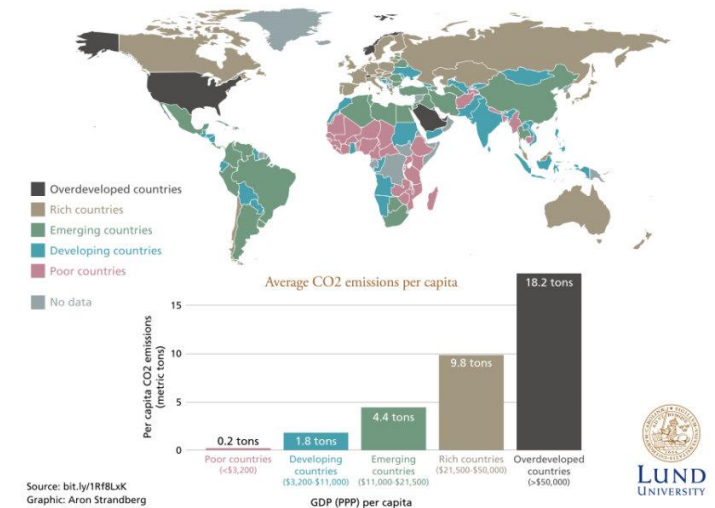 Overdeveloped countries
Rich countries
Emerging countries
Developing countries
Poor countries
No data
Average CO2 emissions per capita
Per capita CO2 emissions
(metric tons)
15
10
5
0
0.2 tons
1.8 tons
4.4 tons
9.8 tons
18.2 tons
Poor countries
(<$3,200)
Developing
countries
($3,200-$11,000)
Emerging
countries
($11,000-$21,500)
Rich countries
($21,500-$50,000)
Overdeveloped
countries
(>$50,000)
GDP (PPP) per capita
Source: bit.ly/1Rf8LxK
Graphic: Aron Strandberg
LUND
UNIVERSITY